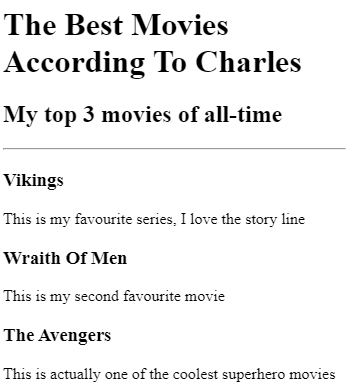 The Best Movies
According To Charles
My top 3 movies of all-time
Vikings
This is my favourite series, I love the story line
Wraith Of Men
This is my second favourite movie
The Avengers
This is actually one of the coolest superhero movies